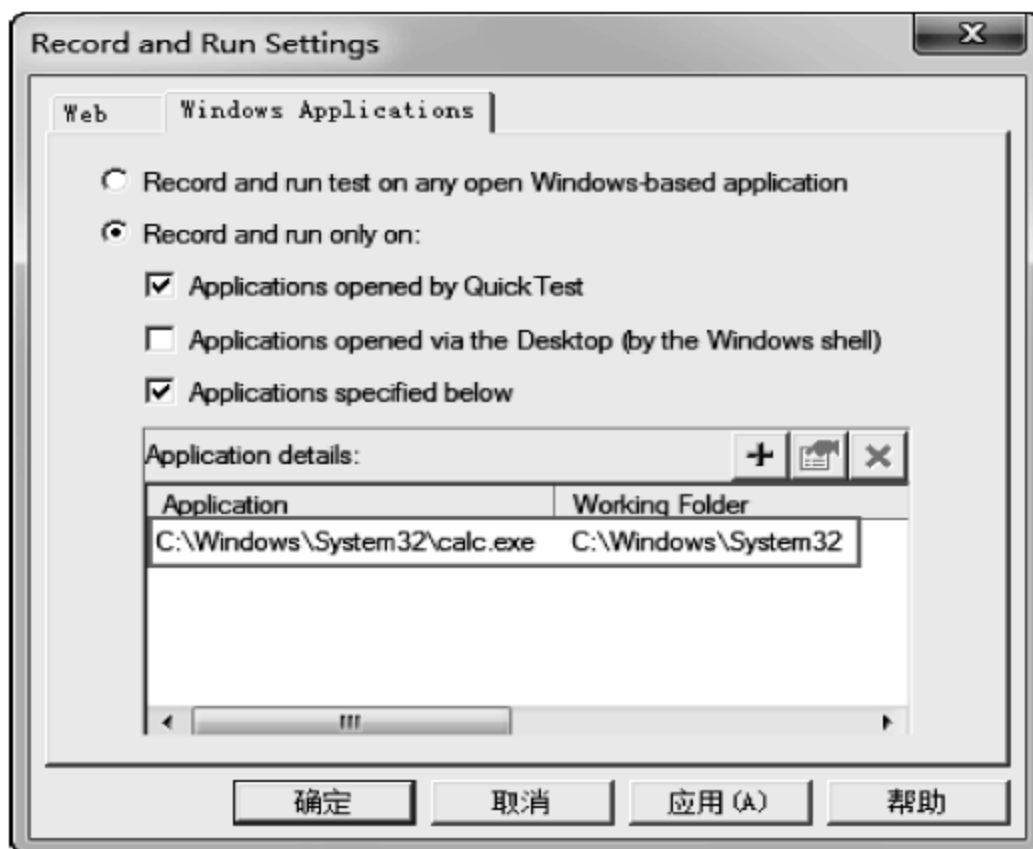 Record and Run Settings
Web Windows Applications
Record and run test on any open Windows-based application
Record and run only on:
Applications opened by QuickTest
Applications opened via the Desktop (by the Windows shell)
Applications specified below
Application details:
Application Working Folder
C:\Windows\System32\calc.exe C:\Windows\System32
确定 取消 应用(A) 帮助